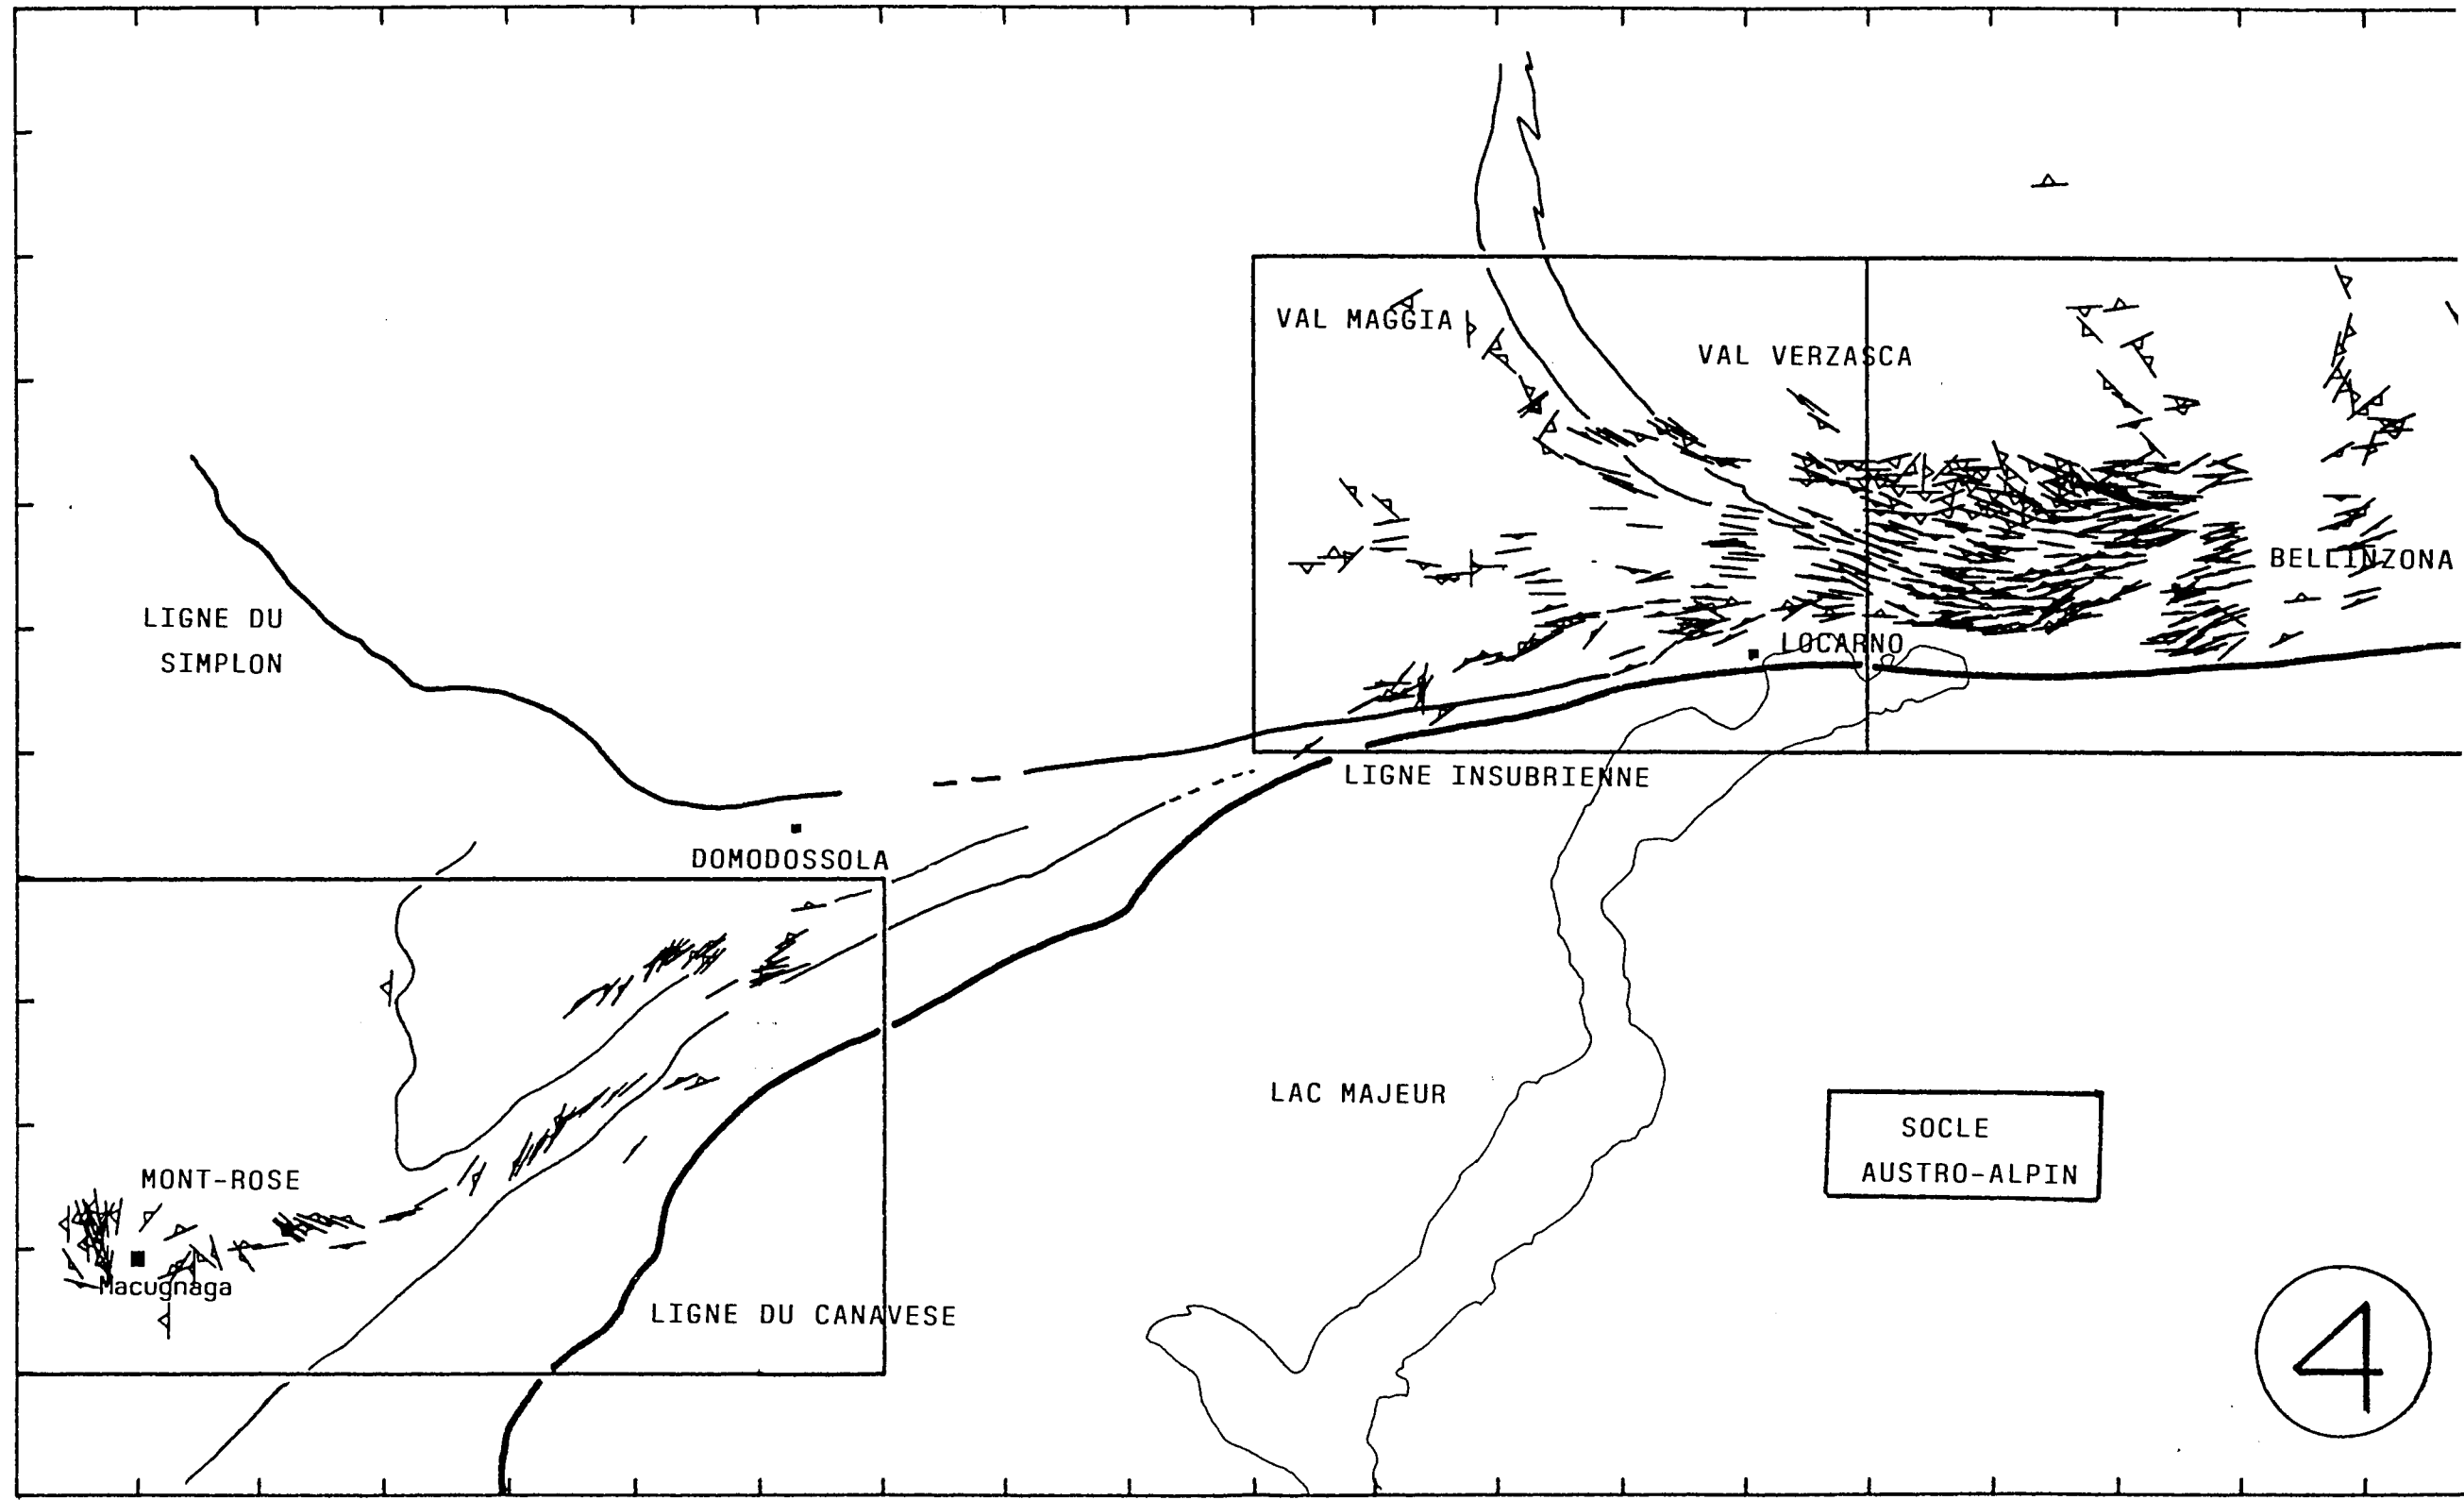 VAL MAGGIA
VAL VERZASCA
BELLINZONA
LIGNE DU
SIMPLON
LOCARNO
LIGNE INSUBRIENNE
DOMODOSSOLA
LAC MAJEUR
SOCLE
AUSTRO-ALPIN
MONT-ROSE
Macugnaga
LIGNE DU CANAVESE
4